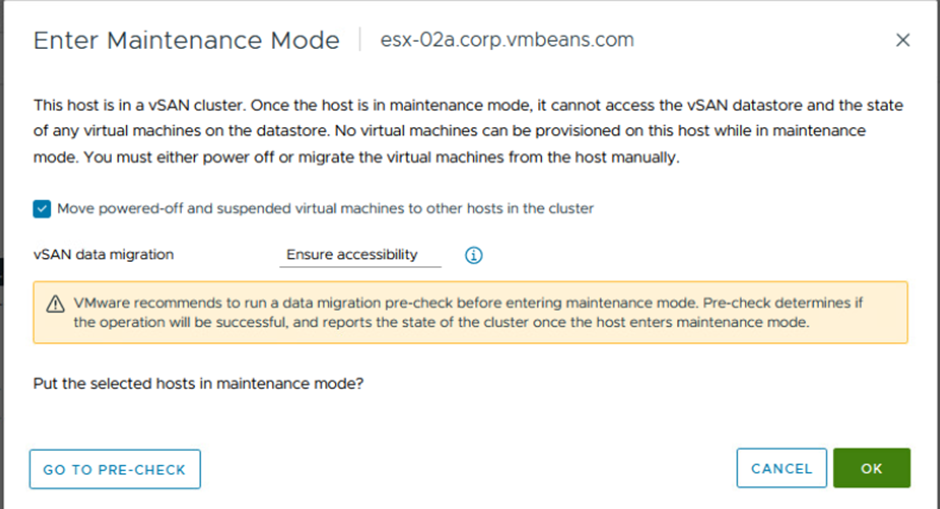 Enter Maintenance Mode esx-02a.corp.vmbeans.com
This host is in a vSAN cluster. Once the host is in maintenance mode, it cannot access the vSAN datastore and the state
of any virtual machines on the datastore. No virtual machines can be provisioned on this host while in maintenance
mode. You must either power off or migrate the virtual machines from the host manually.
Move powered-off and suspended virtual machines to other hosts in the cluster
vSAN data migration Ensure accessibility
VMware recommends to run a data migration pre-check before entering maintenance mode. Pre-check determines if
the operation will be successful, and reports the state of the cluster once the host enters maintenance mode.
Put the selected hosts in maintenance mode?
GO TO PRE-CHECK CANCEL OK